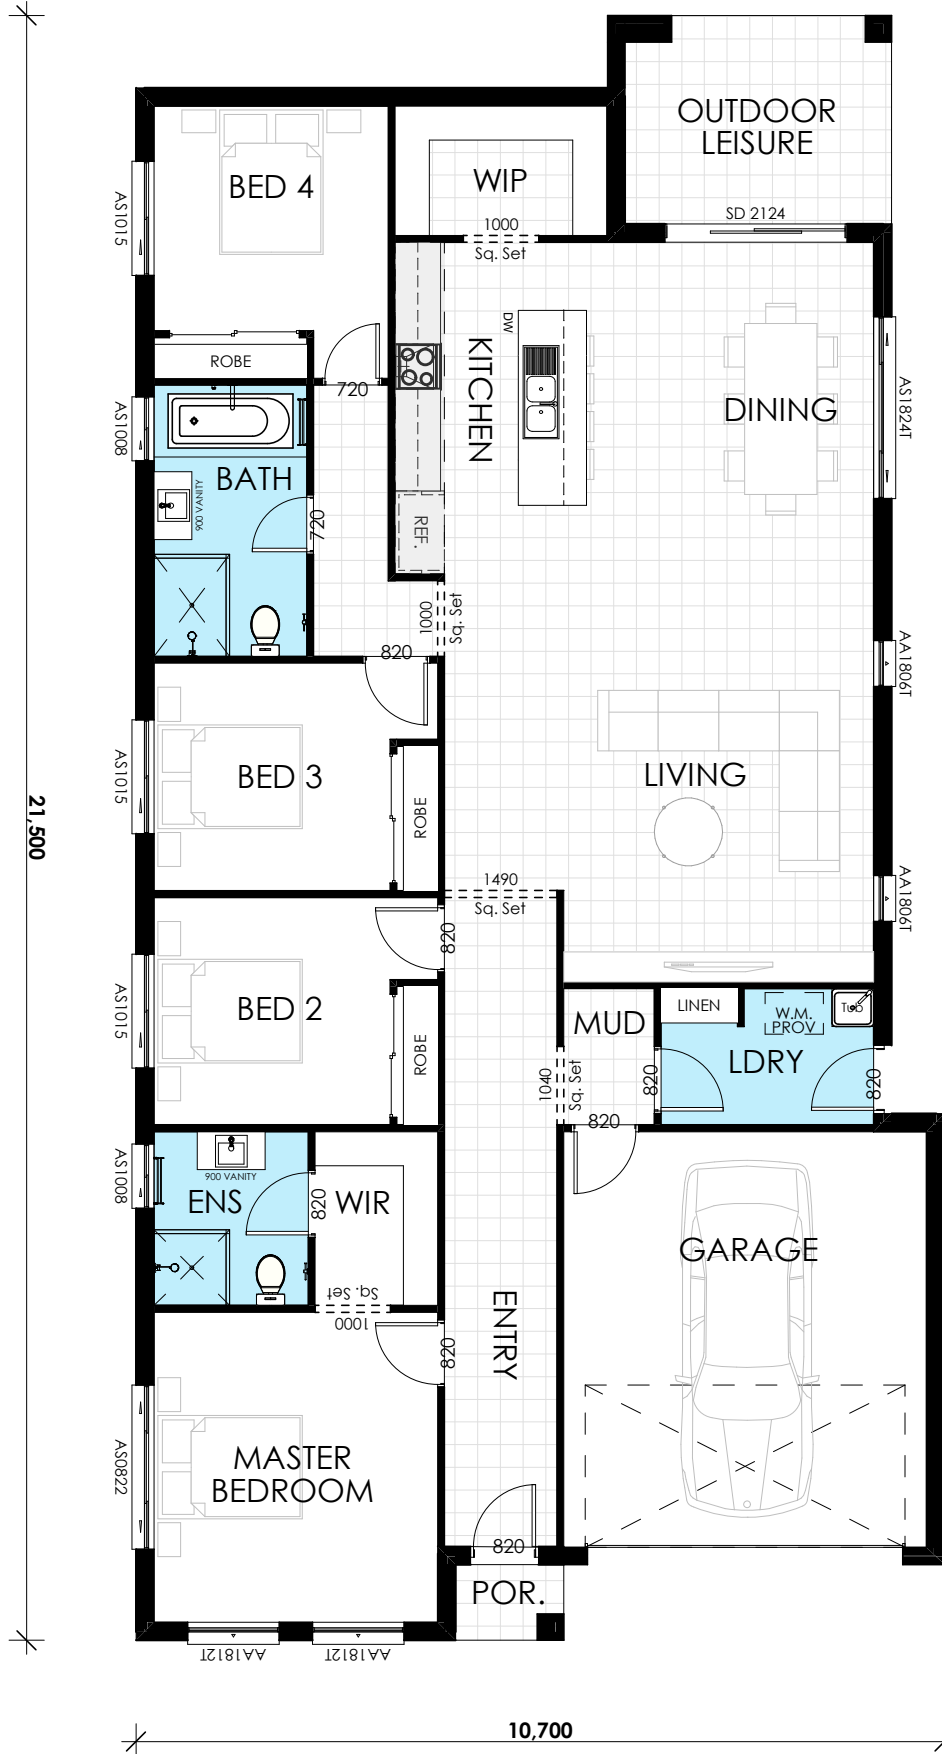 OUTDOOR
LEISURE
SD 2124
BED 4
WIP
1000
Sq. Set
AS1015
ROBE
720
KITCHEN
DW
DINING
AS1824T
AS1008
BATH
900 VANITY
720
REF.
1000
Sq. Set
820
AA1806T
BED 3
AS1015
ROBE
LIVING
AA1806T
21,500
1490
Sq. Set
820
BED 2
AS1015
ROBE
MUD
LINEN
W.M.
PROV
Tub
LDRY
1040
Sq. Set
820
820
820
AS1008
900 VANITY
ENS
820
WIR
Sq. Set
1000
GARAGE
ENTRY
820
MASTER
BEDROOM
AS0822
820
POR.
AA1812T
AA1812T
10,700